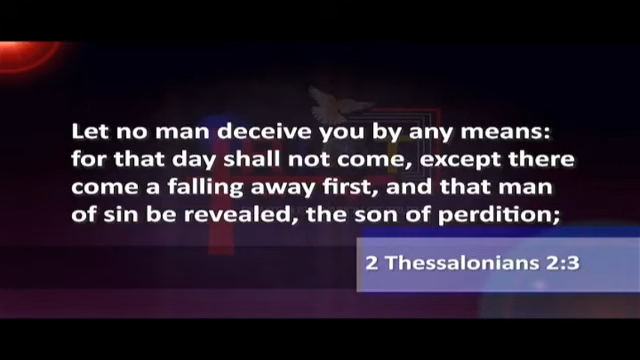 Let no man deceive you by any means:
for that day shall not come, except there
come a falling away first, and that man
of sin be revealed, the son of perdition;
2 Thessalonians 2:3